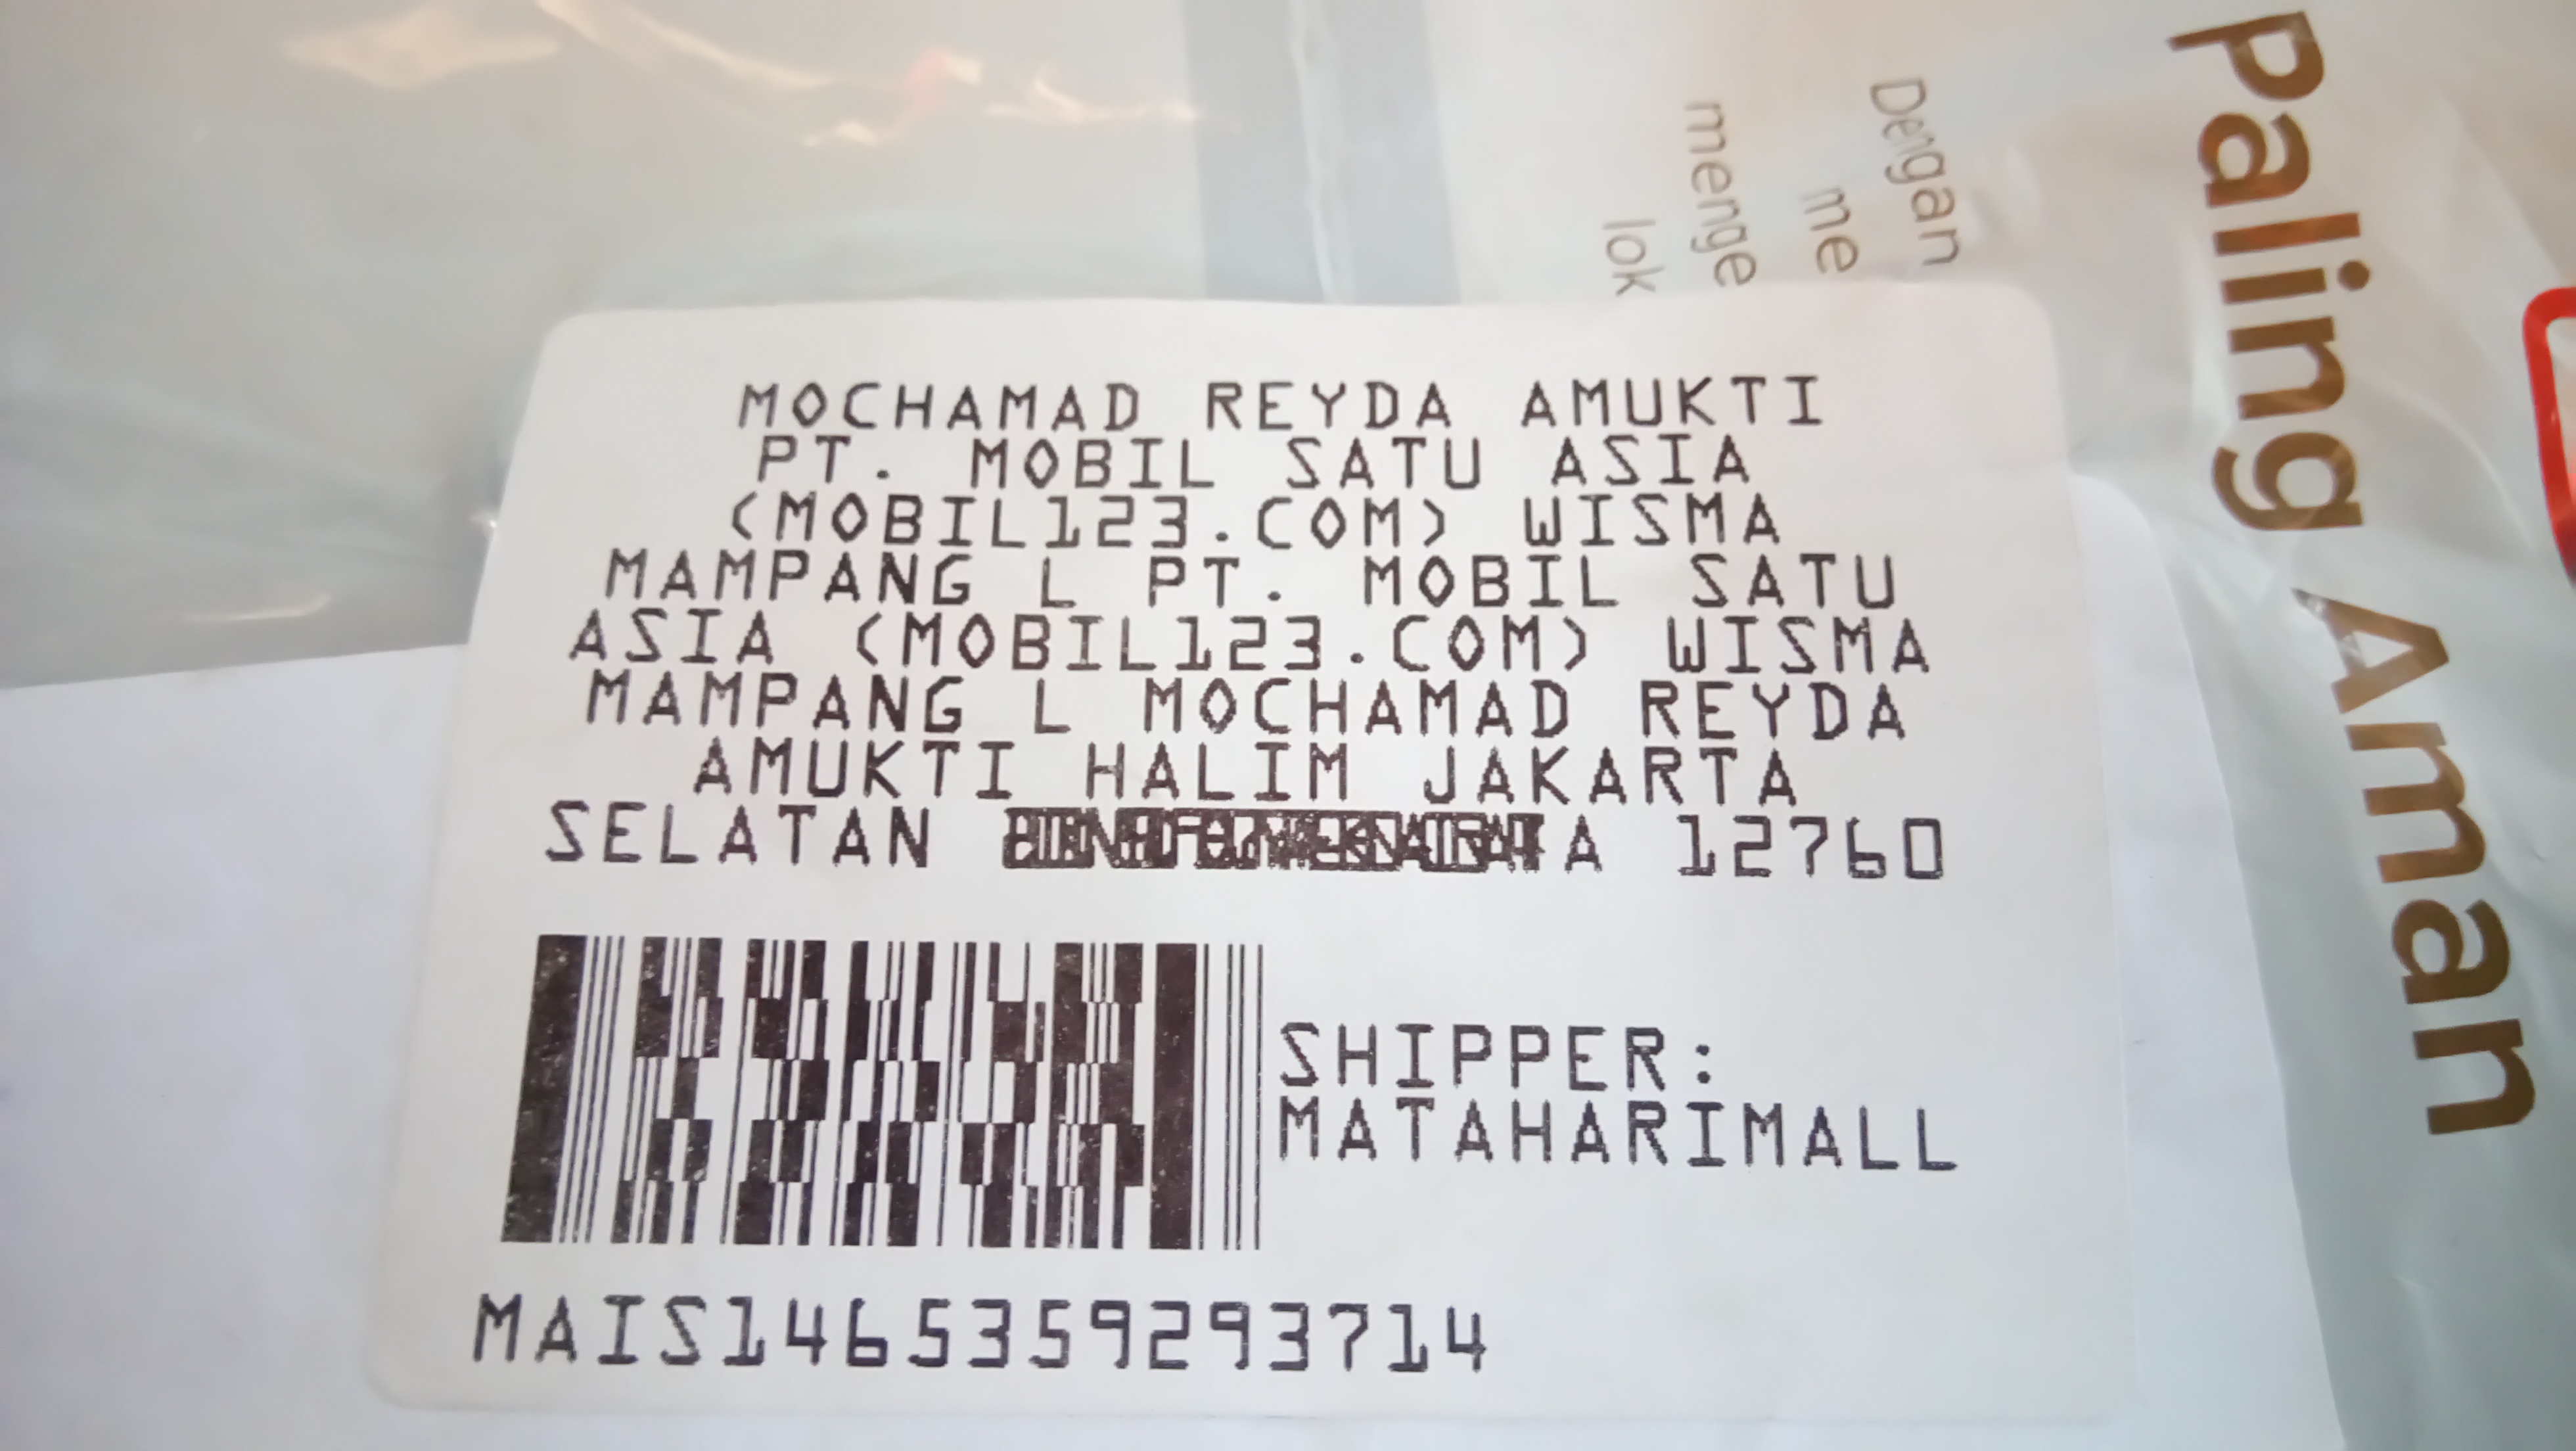 MOCHAMAD REYDA AMUKTI
PT. MOBIL SATU ASIA
(MOBIL123.COM) WISMA
MAMPANG L PT. MOBIL SATU
ASIA (MOBIL123.COM) WISMA
MAMPANG L MOCHAMAD REYDA
AMUKTI HALIM JAKARTA
SELATAN A 12760
SHIPPER:
MATAHARIMALL
MAIS1465359293714
Paling Aman
Dengan
me
menge
lok